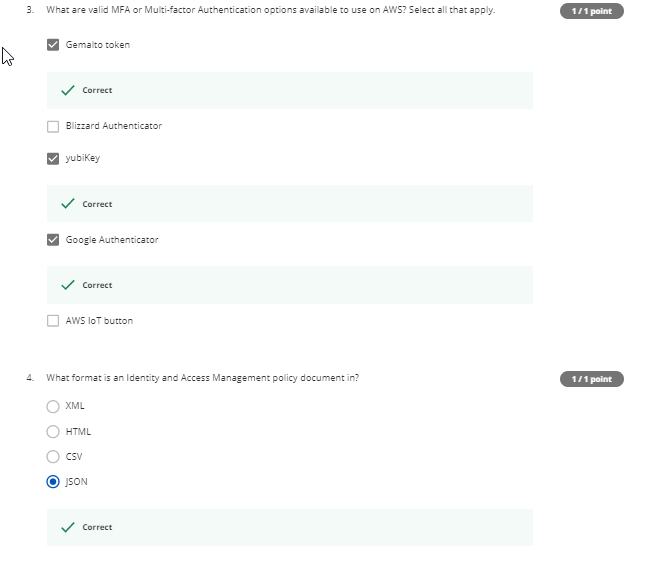 3. What are valid MFA or Multi-factor Authentication options available to use on AWS? Select all that apply.
1 / 1 point
Gemalto token
Correct
Blizzard Authenticator
yubiKey
Correct
Google Authenticator
Correct
AWS IoT button
4. What format is an Identity and Access Management policy document in?
1 / 1 point
XML
HTML
CSV
JSON
Correct